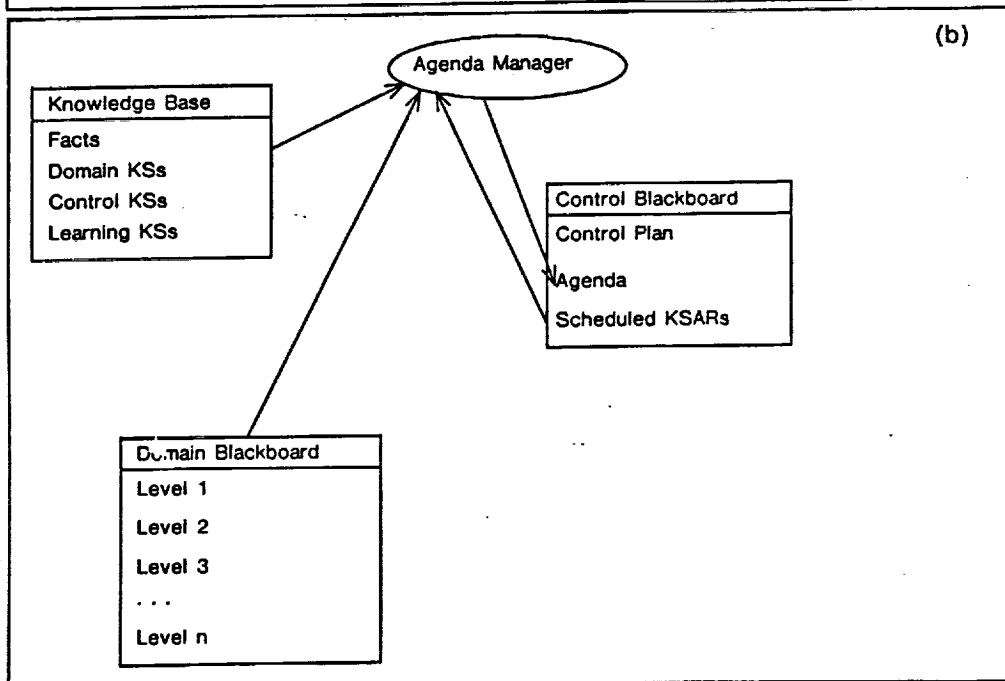 (b)
Agenda Manager
Knowledge Base
Facts
Domain KSs
Control KSs
Learning KSs
Control Blackboard
Control Plan
Agenda
Scheduled KSARs
Domain Blackboard
Level 1
Level 2
Level 3
...
Level n